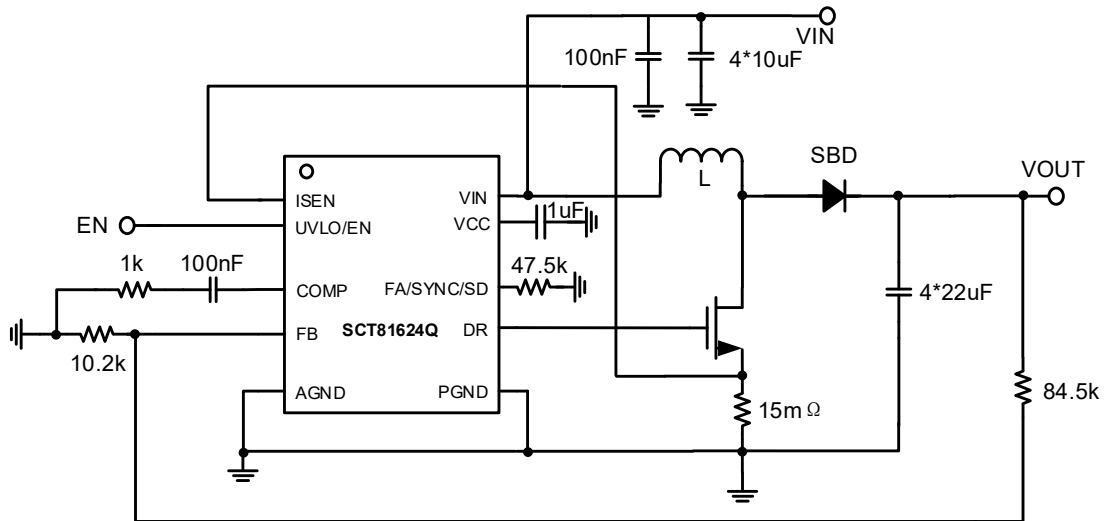 VIN
100nF
4*10uF
SBD
VOUT
L
ISEN
VIN
1uF
EN
UVLO/EN
VCC
1k
100nF
47.5k
COMP
FA/SYNC/SD
4*22uF
FB
SCT81624Q
DR
10.2k
AGND
PGND
15mΩ
84.5k